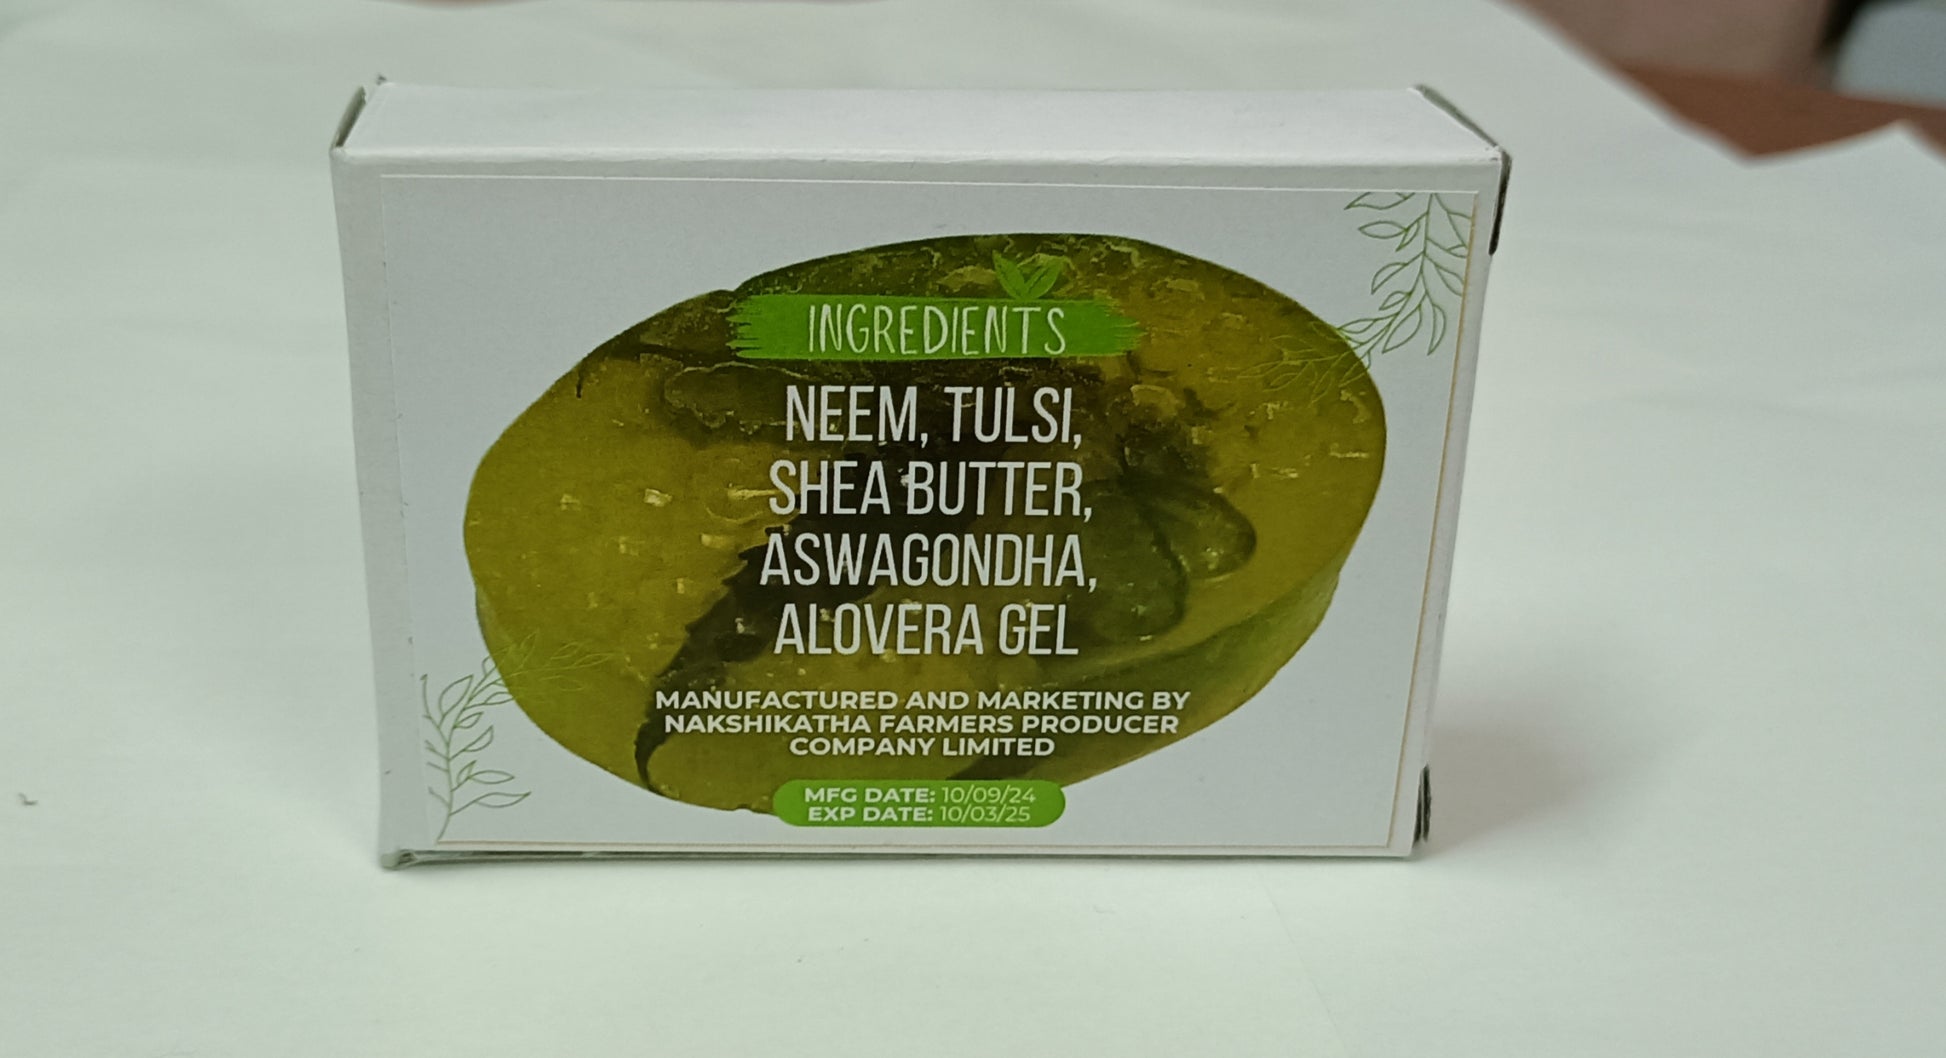 INGREDIENTS
NEEM, TULSI,
SHEA BUTTER,
ASWAGONDHA,
ALOVERA GEL
MANUFACTURED AND MARKETING BY
NAKSHIKATHA FARMERS PRODUCER
COMPANY LIMITED
MFG DATE: 10/09/24
EXP DATE: 10/03/25